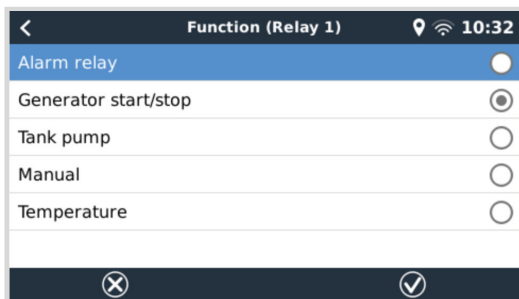 Function (Relay 1) 10:32
Alarm relay
Generator start/stop
Tank pump
Manual
Temperature